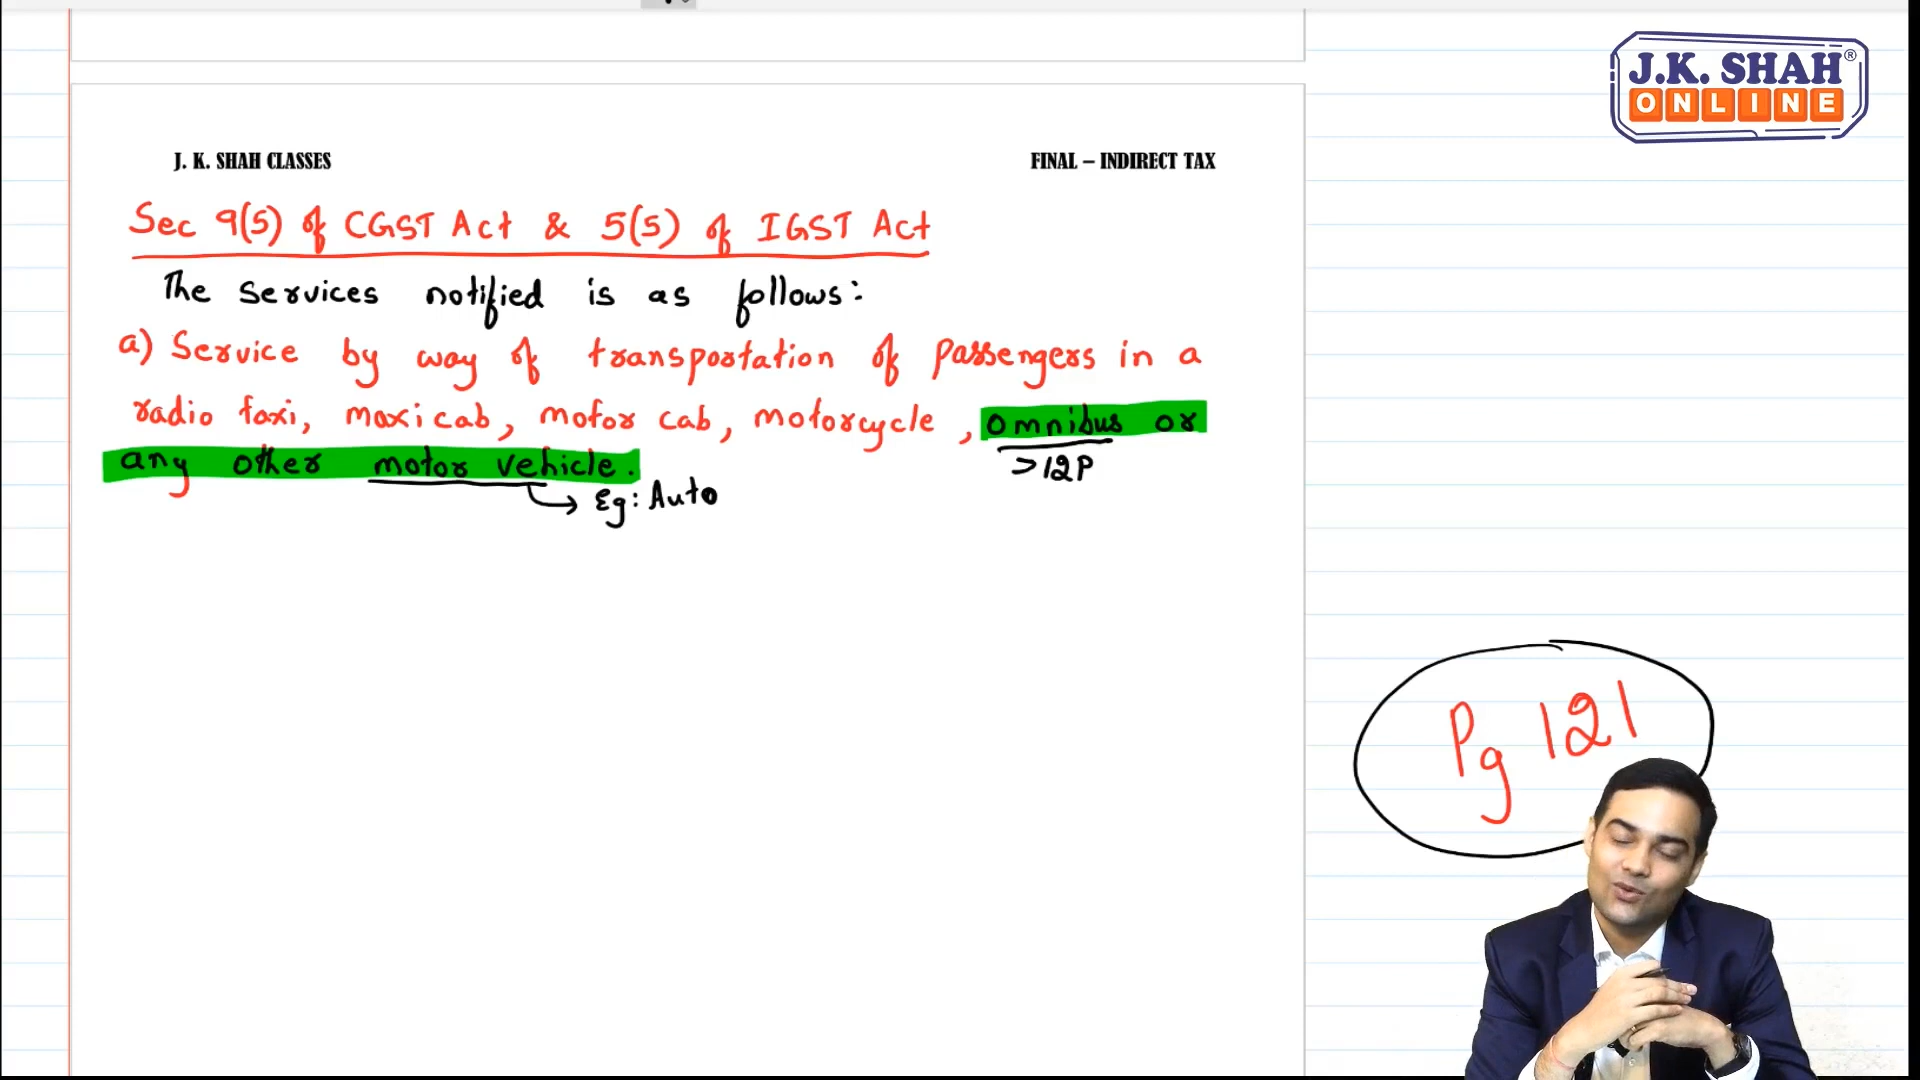 J.K. SHAH®
ONLINE
J. K. SHAH CLASSES
FINAL – INDIRECT TAX
Sec 9(5) of CGST Act & 5(5) of IGST Act
The Services notified is as follows:
a) Service by way of transportation of passengers in a
radio taxi, maxicab, motor cab, motorcycle, omnibus or
any other motor vehicle.
>12P
Eg: Auto
Pg 121